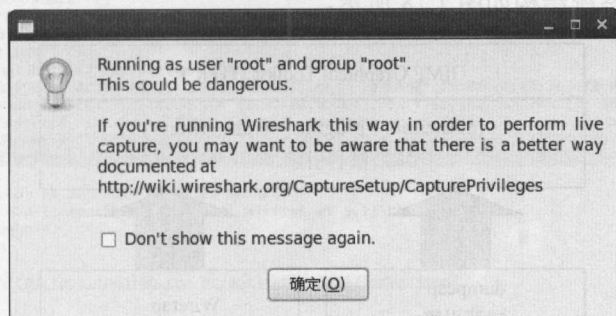 Running as user "root" and group "root".
This could be dangerous.
If you're running Wireshark this way in order to perform live
capture, you may want to be aware that there is a better way
documented at
http://wiki.wireshark.org/CaptureSetup/CapturePrivileges
Don't show this message again.
确定(O)